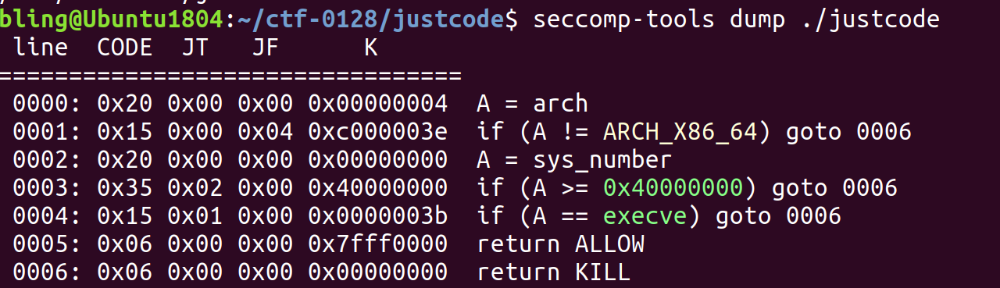 bling@Ubuntu1804:~/ctf-0128/justcode$ seccomp-tools dump ./justcode
line CODE JT JF K
=================================
0000: 0x20 0x00 0x00 0x00000004 A = arch
0001: 0x15 0x00 0x04 0xc000003e if (A != ARCH_X86_64) goto 0006
0002: 0x20 0x00 0x00 0x00000000 A = sys_number
0003: 0x35 0x02 0x00 0x40000000 if (A >= 0x40000000) goto 0006
0004: 0x15 0x01 0x00 0x0000003b if (A == execve) goto 0006
0005: 0x06 0x00 0x00 0x7fff0000 return ALLOW
0006: 0x06 0x00 0x00 0x00000000 return KILL